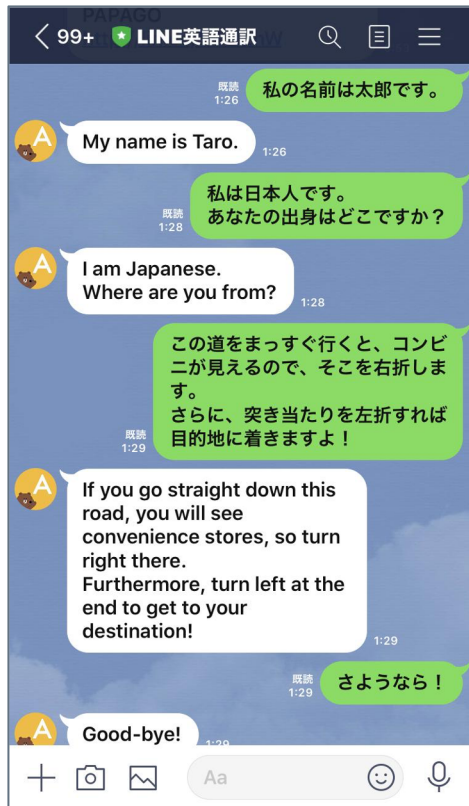 PAPAGO
99+ LINE英語通訳
既読
1:26
私の名前は太郎です。
My name is Taro.
1:26
私は日本人です。
あなたの出身はどこですか?
既読
1:28
I am Japanese.
Where are you from?
1:28
この道をまっすぐ行くと、コンビ
ニが見えるので、そこを右折しま
す。
さらに、突き当たりを左折すれば
目的地に着きますよ!
既読
1:29
If you go straight down this
road, you will see
convenience stores, so turn
right there.
Furthermore, turn left at the
end to get to your
destination!
1:29
既読
1:29
さようなら!
Good-bye!
1:29
Aa